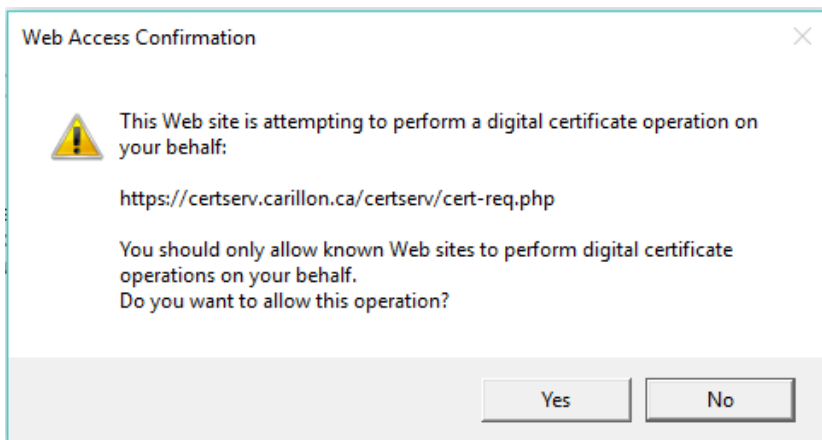 Web Access Confirmation
This Web site is attempting to perform a digital certificate operation on
your behalf:
https://certserv.carillon.ca/certserv/cert-req.php
You should only allow known Web sites to perform digital certificate
operations on your behalf.
Do you want to allow this operation?
Yes
No